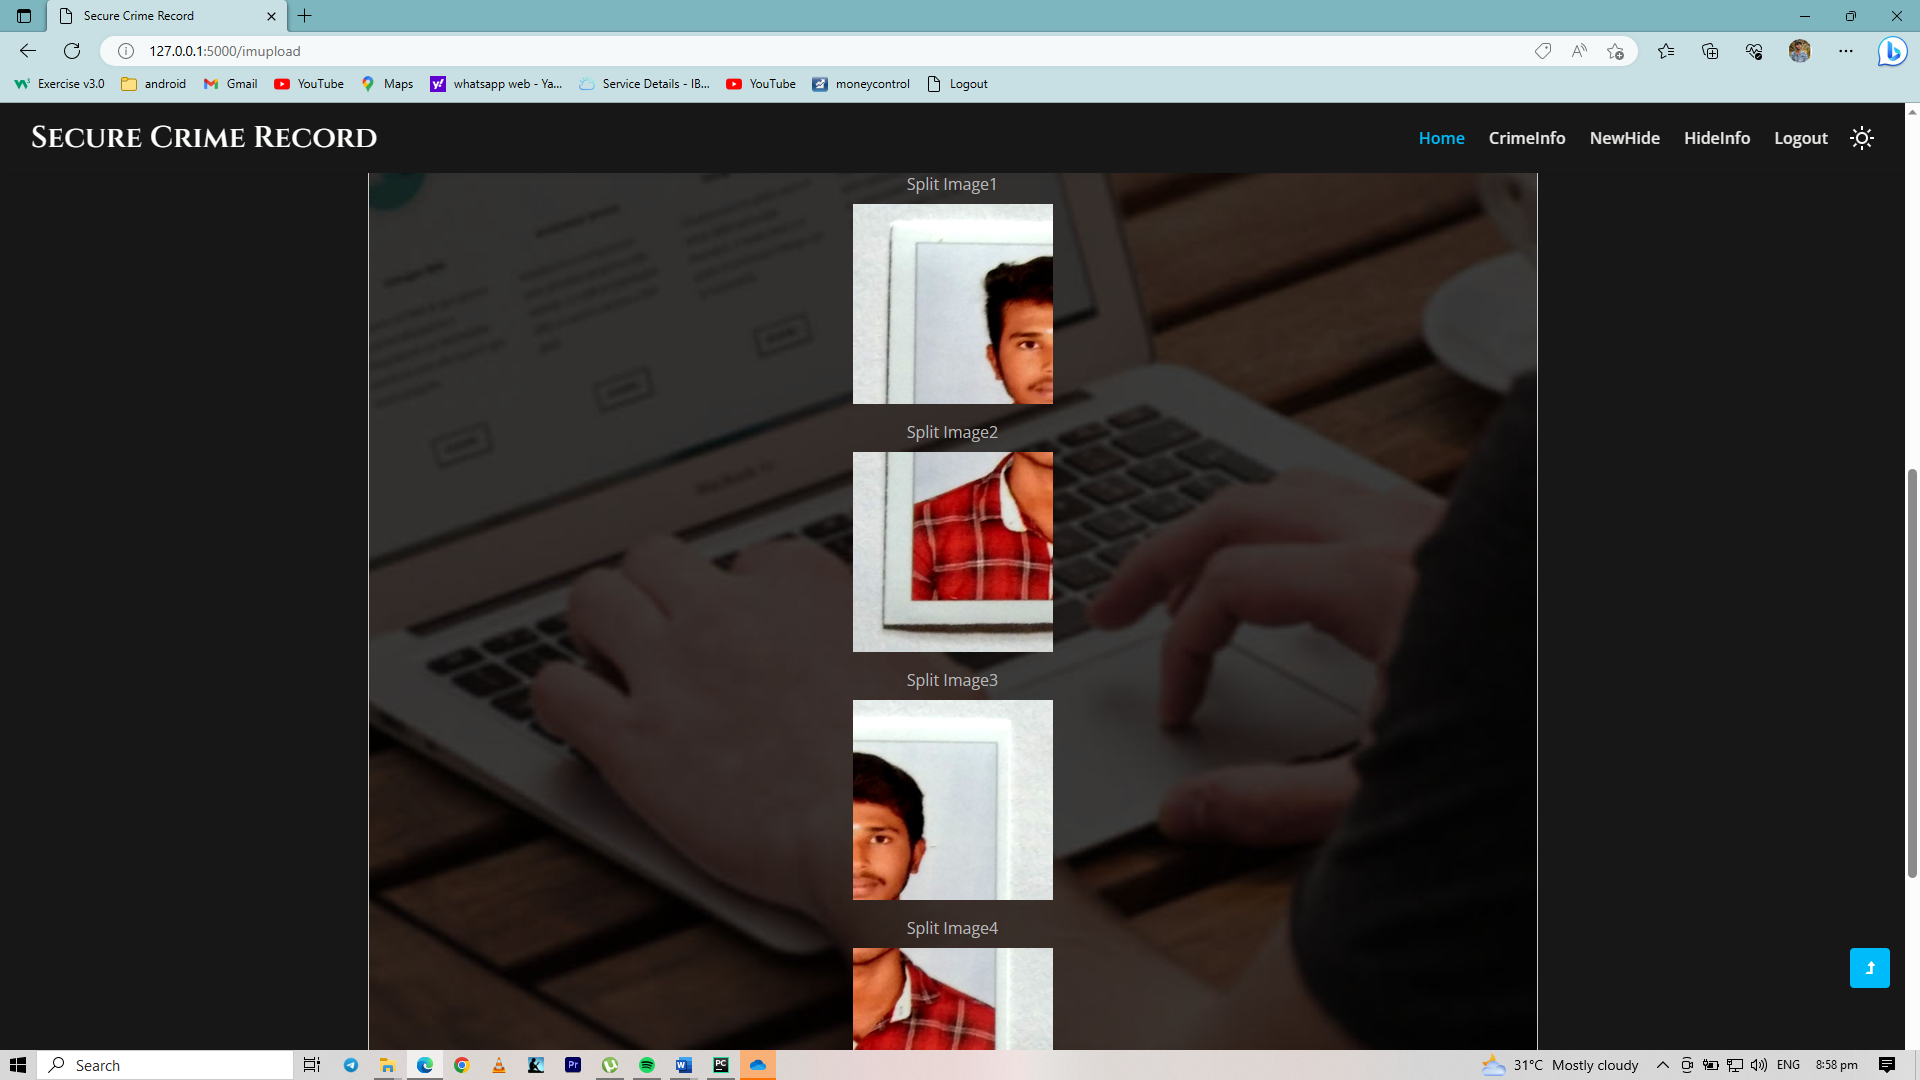 Secure Crime Record
127.0.0.1:5000/imupload
Exercise v3.0 android Gmail YouTube Maps whatsapp web - Ya... Service Details - IB... YouTube moneycontrol Logout
Secure Crime Record
Home CrimeInfo NewHide HideInfo Logout
Split Image1
Split Image2
Split Image3
Split Image4
Search
31°C Mostly cloudy
ENG
8:58 pm